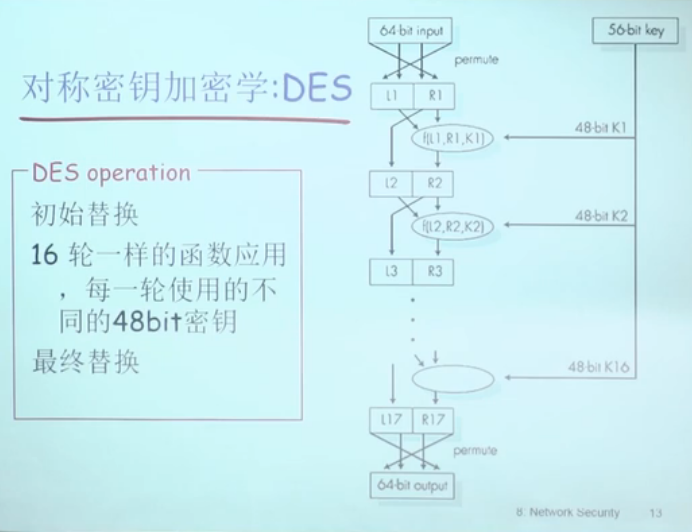 对称密钥加密学:DES
DES operation
初始替换
16 轮一样的函数应用
，每一轮使用的不
同的48bit密钥
最终替换
64-bit input
56-bit key
permute
L1 R1
48-bit K1
f(L1,R1,K1)
L2 R2
48-bit K2
f(L2,R2,K2)
L3 R3
48-bit K16
L17 R17
permute
64-bit output
8: Network Security 13